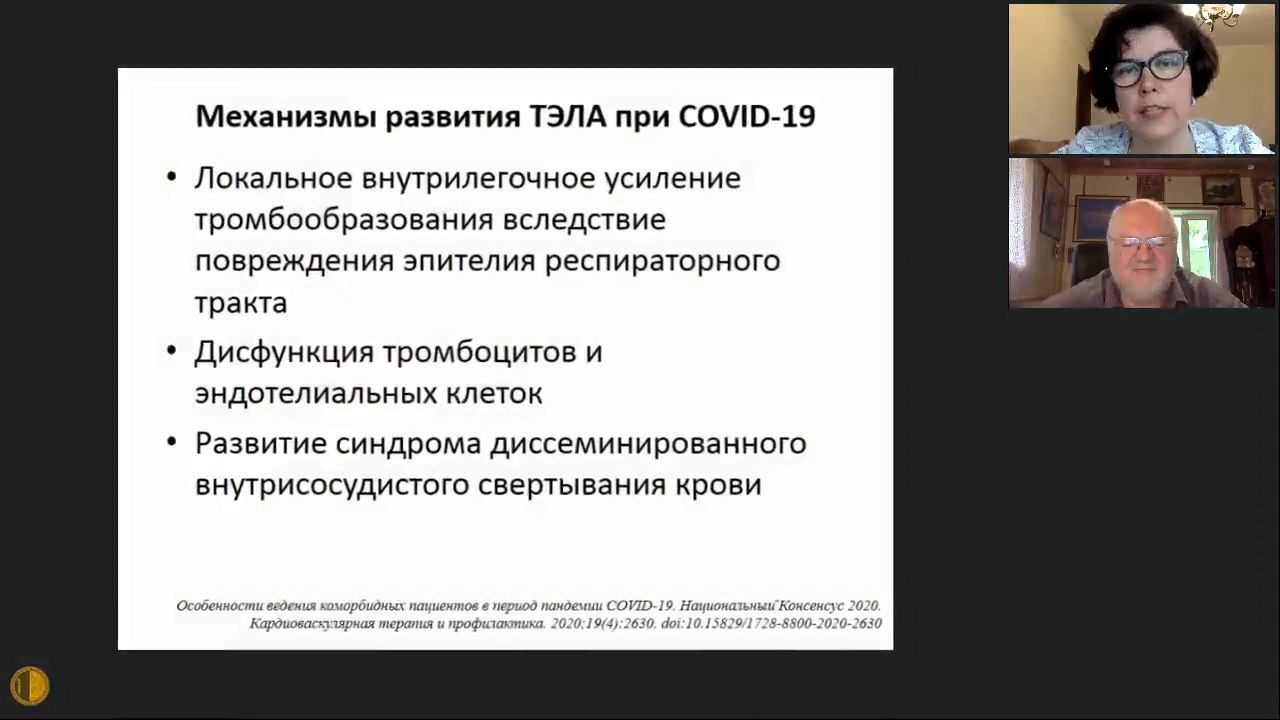 Механизмы развития ТЭЛА при COVID-19
• Локальное внутрилегочное усиление
тромбообразования вследствие
повреждения эпителия респираторного
тракта
• Дисфункция тромбоцитов и
эндотелиальных клеток
• Развитие синдрома диссеминированного
внутрисосудистого свертывания крови
Особенности ведения коморбидных пациентов в период пандемии COVID-19. Национальный Консенсус 2020.
Кардиоваскулярная терапия и профилактика. 2020;19(4):2630. doi:10.15829/1728-8800-2020-2630